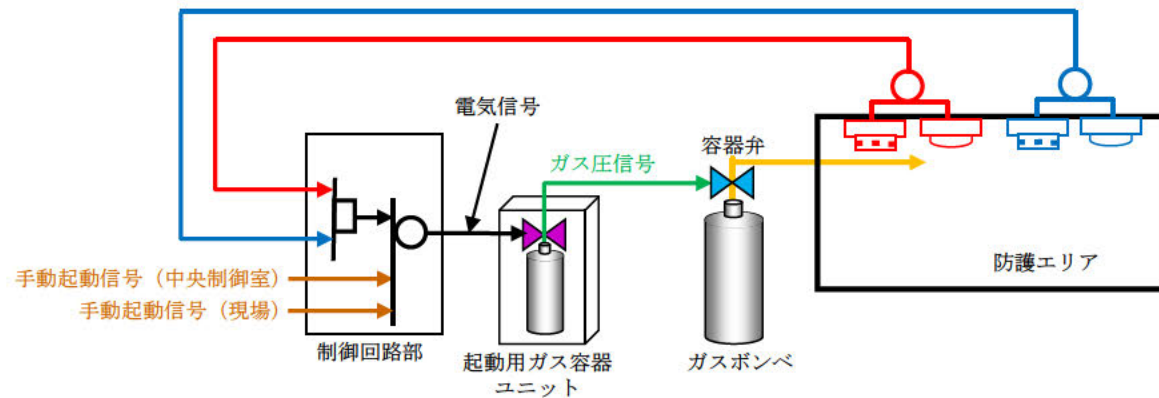 電気信号
容器弁
ガス圧信号
防護エリア
手動起動信号（中央制御室）
手動起動信号（現場）
制御回路部
起動用ガス容器
ユニット
ガスボンベ